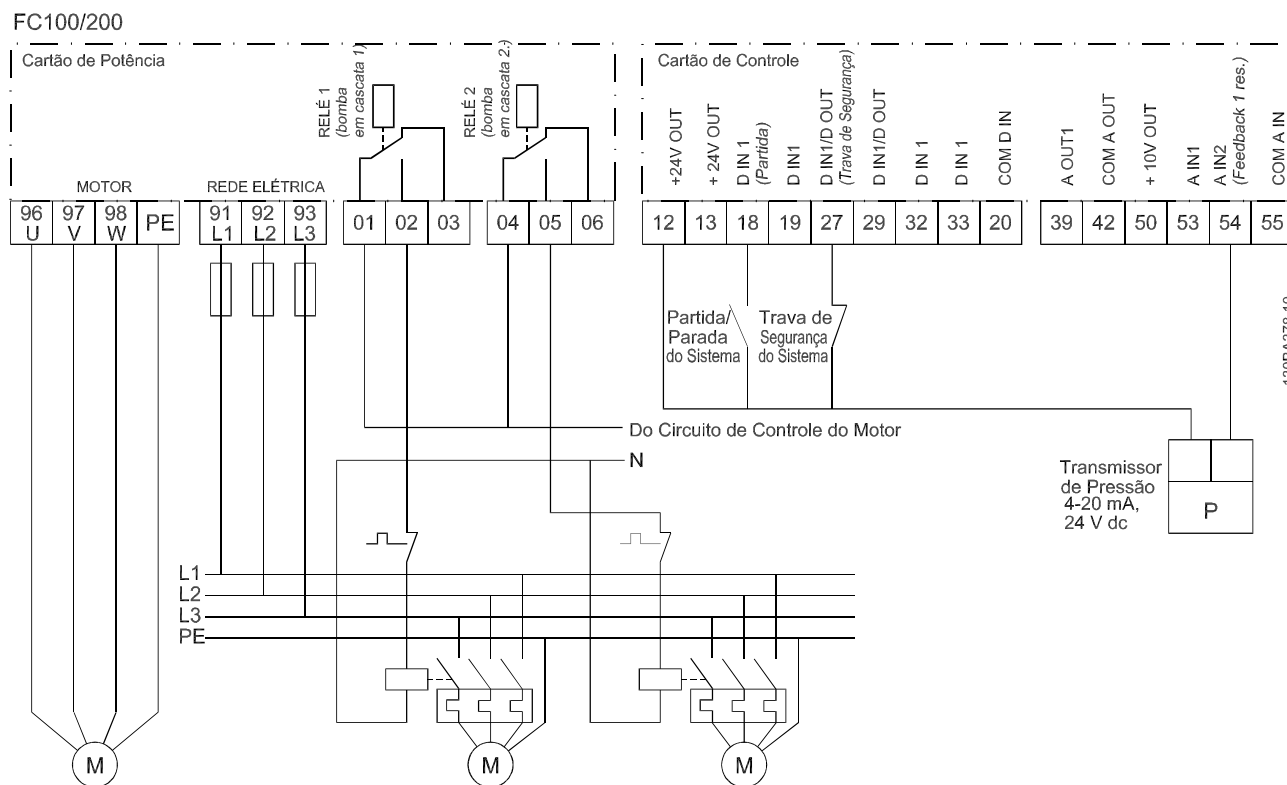 FC100/200
Cartão de Potência
RELÉ 1
(bomba
em cascata 1)
RELÉ 2
(bomba
em cascata 2.)
MOTOR
REDE ELÉTRICA
96
U
97
V
98
W
PE
91
L1
92
L2
93
L3
01
02
03
04
05
06
Cartão de Controle
+24V OUT
+ 24V OUT
D IN 1
(Partida)
D IN1
D IN1/D OUT
(Trava de Segurança)
D IN1/D OUT
D IN 1
D IN 1
COM D IN
A OUT1
COM A OUT
+ 10V OUT
A IN1
A IN2
(Feedback 1 res.)
COM A IN
12
13
18
19
27
29
32
33
20
39
42
50
53
54
55
Partida/
Parada
do Sistema
Trava de
Segurança
do Sistema
Do Circuito de Controle do Motor
N
Transmissor
de Pressão
4-20 mA,
24 V dc
P
L1
L2
L3
PE
M
M
M